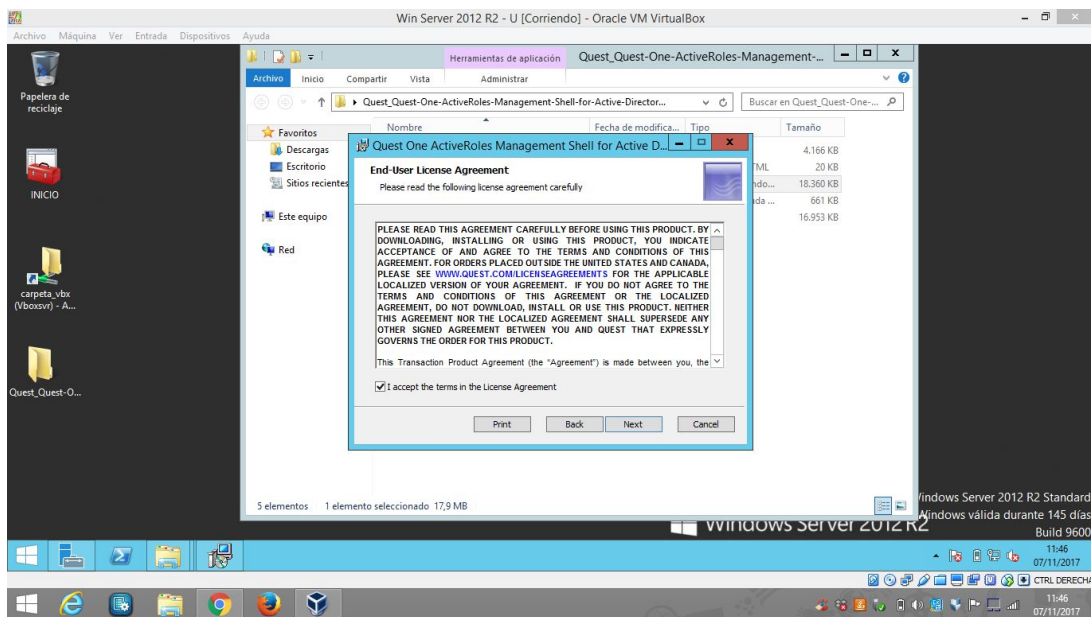 Win Server 2012 R2 - U [Corriendo] - Oracle VM VirtualBox
Archivo Máquina Ver Entrada Dispositivos Ayuda
Papelera de
reciclaje
INICIO
carpeta_vbx
(Vboxsvr) - A...
Quest_Quest-O...
Herramientas de aplicación
Quest_Quest-One-ActiveRoles-Management-...
Archivo Inicio Compartir Vista Administrar
Quest_Quest-One-ActiveRoles-Management-Shell-for-Active-Director...
Buscar en Quest_Quest-One-...
Nombre Fecha de modifica... Tipo Tamaño
Favoritos
Descargas
Escritorio
Sitios recientes
Este equipo
Red
4.166 KB
TML 20 KB
ndo... 18.360 KB
da ... 661 KB
16.953 KB
Quest One ActiveRoles Management Shell for Active D...
End-User License Agreement
Please read the following license agreement carefully
PLEASE READ THIS AGREEMENT CAREFULLY BEFORE USING THIS PRODUCT. BY
DOWNLOADING, INSTALLING OR USING THIS PRODUCT, YOU INDICATE
ACCEPTANCE OF AND AGREE TO THE TERMS AND CONDITIONS OF THIS
AGREEMENT. FOR ORDERS PLACED OUTSIDE THE UNITED STATES AND CANADA,
PLEASE SEE WWW.QUEST.COM/LICENSEAGREEMENTS FOR THE APPLICABLE
LOCALIZED VERSION OF YOUR AGREEMENT. IF YOU DO NOT AGREE TO THE
TERMS AND CONDITIONS OF THIS AGREEMENT OR THE LOCALIZED
AGREEMENT, DO NOT DOWNLOAD, INSTALL OR USE THIS PRODUCT. NEITHER
THIS AGREEMENT NOR THE LOCALIZED AGREEMENT SHALL SUPERSEDE ANY
OTHER SIGNED AGREEMENT BETWEEN YOU AND QUEST THAT EXPRESSLY
GOVERNS THE ORDER FOR THIS PRODUCT.
This Transaction Product Agreement (the "Agreement") is made between you, the
I accept the terms in the License Agreement
Print Back Next Cancel
5 elementos 1 elemento seleccionado 17,9 MB
Windows Server 2012 R2 Standard
Windows válida durante 145 días
Build 9600
Windows Server 2012 R2
11:46
07/11/2017
CTRL DERECHA
11:46
07/11/2017